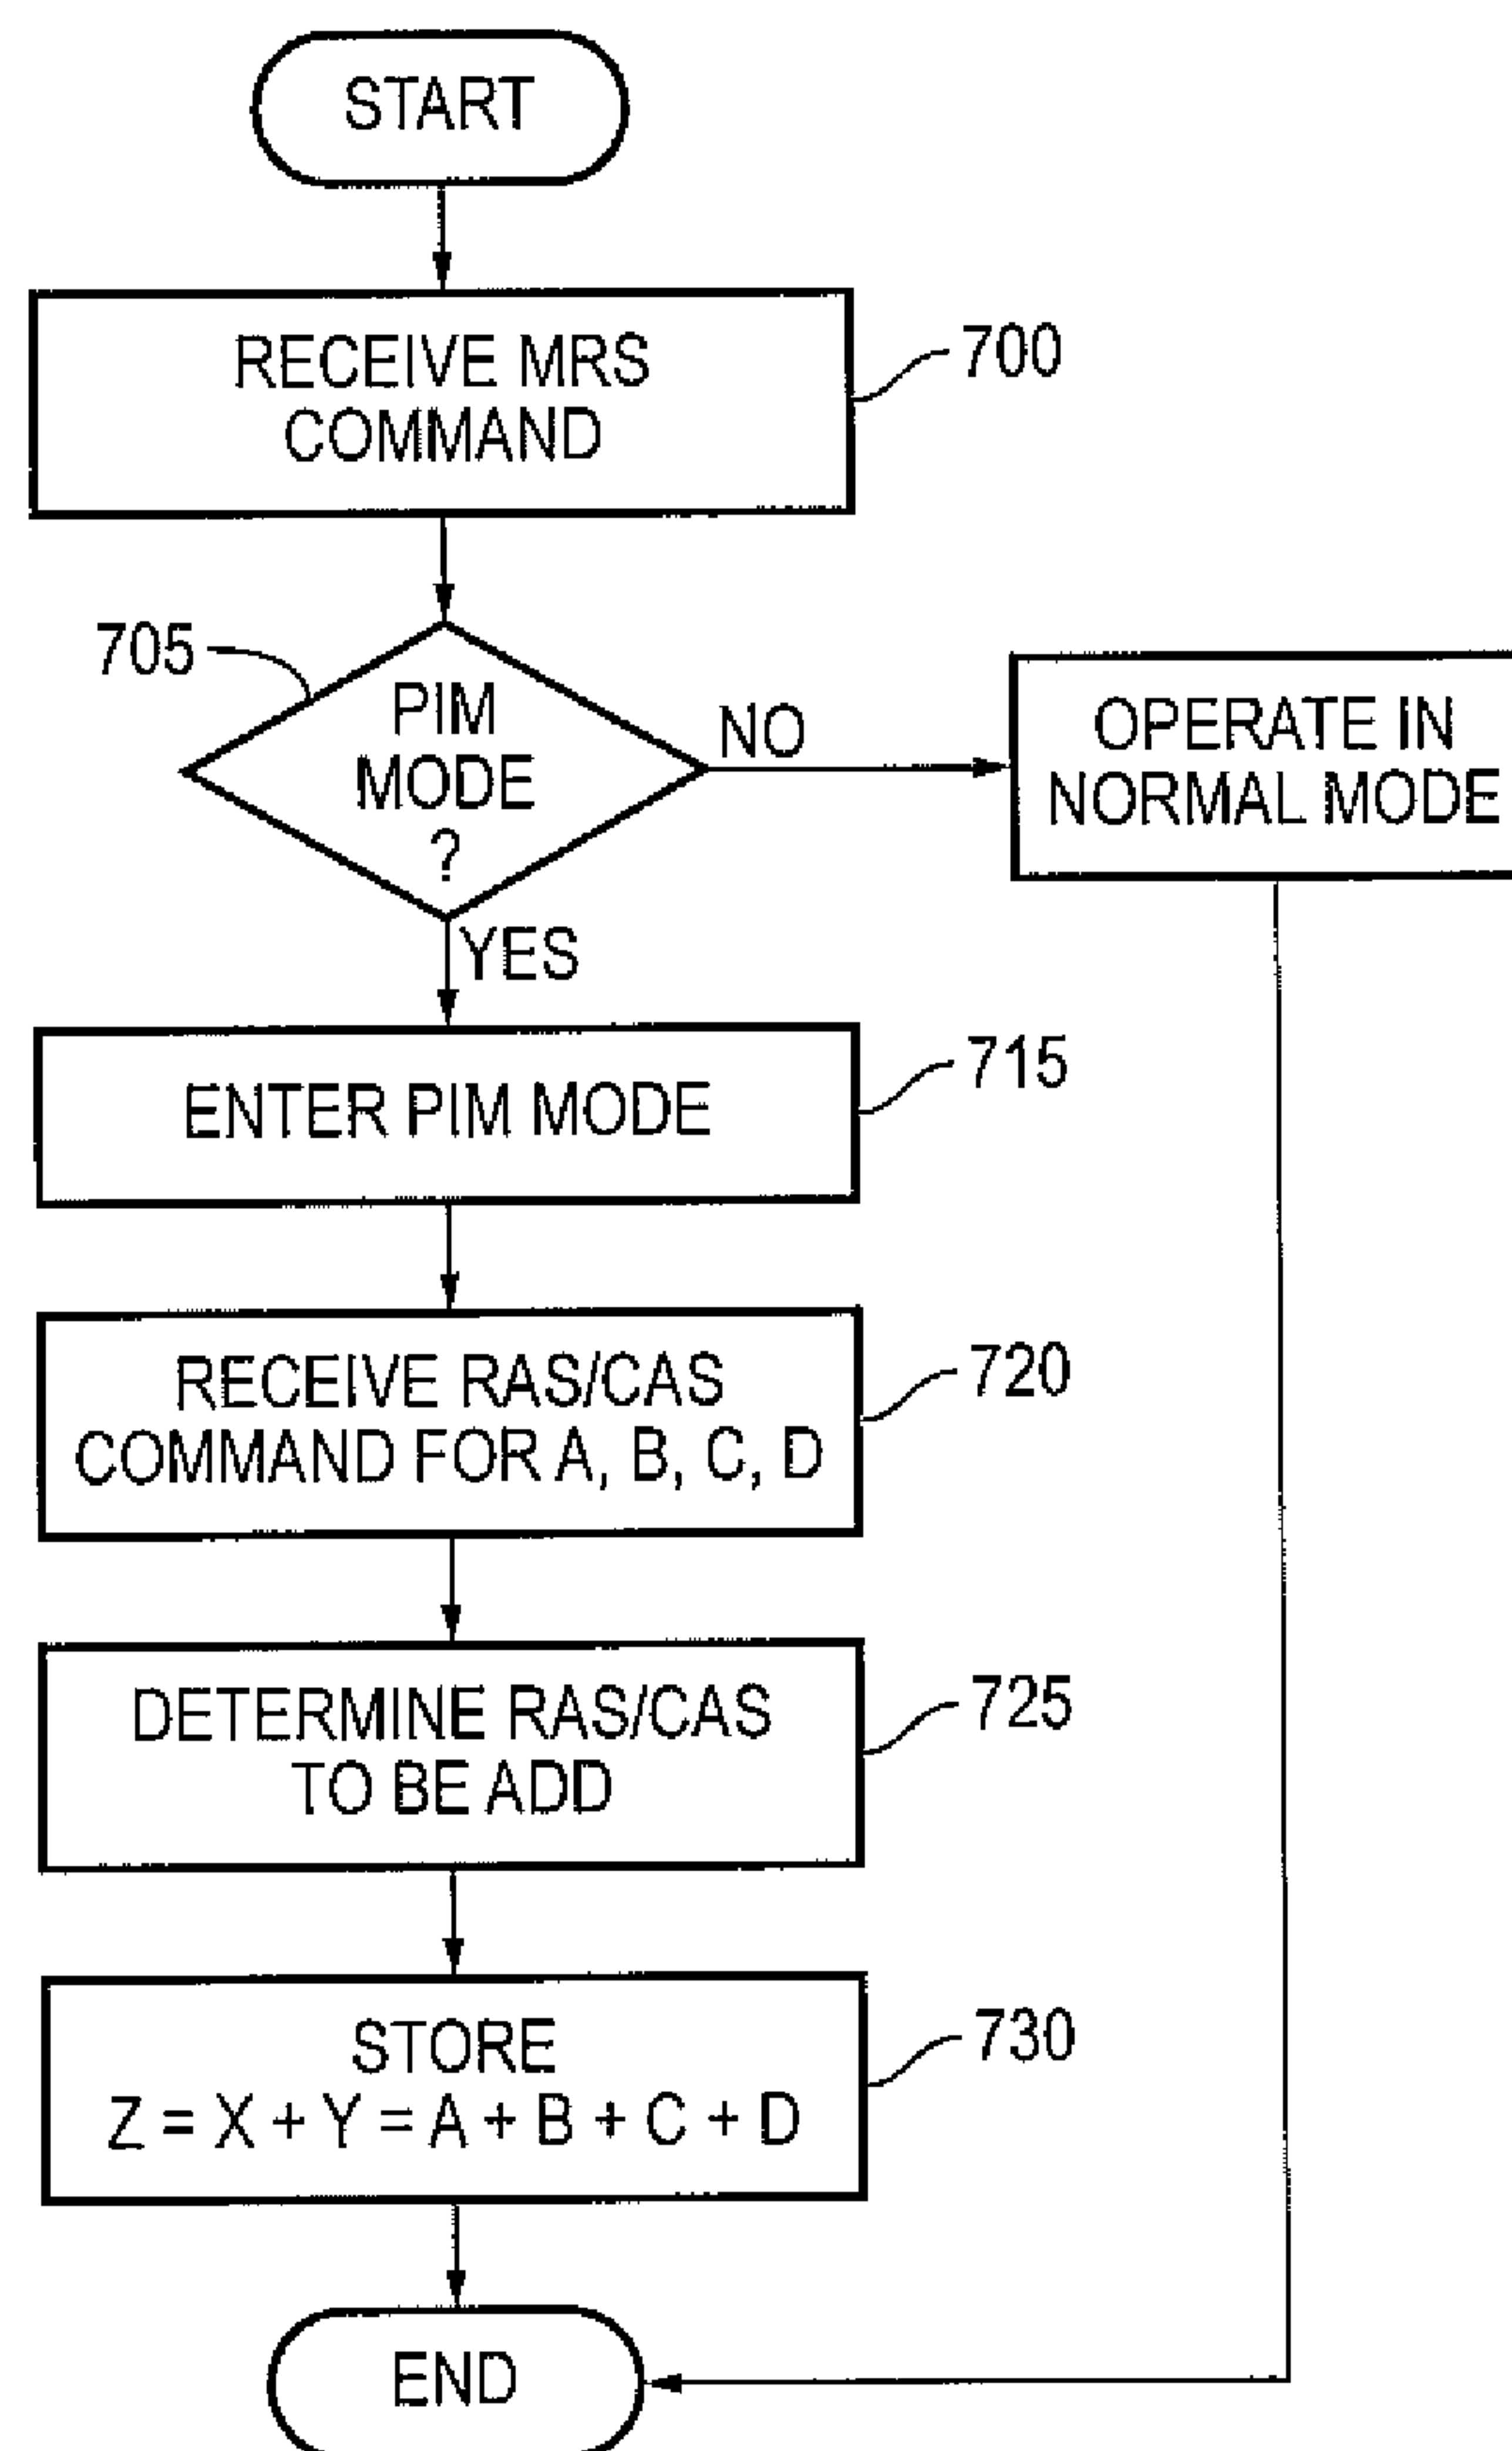 START
RECEIVE MRS
COMMAND
700
705
PIM
MODE
?
NO
OPERATE IN
NORMAL MODE
YES
ENTER PIM MODE
715
RECEIVE RAS/CAS
COMMAND FOR A, B, C, D
720
DETERMINE RAS/CAS
TO BE ADD
725
STORE
Z = X + Y = A + B + C + D
730
END